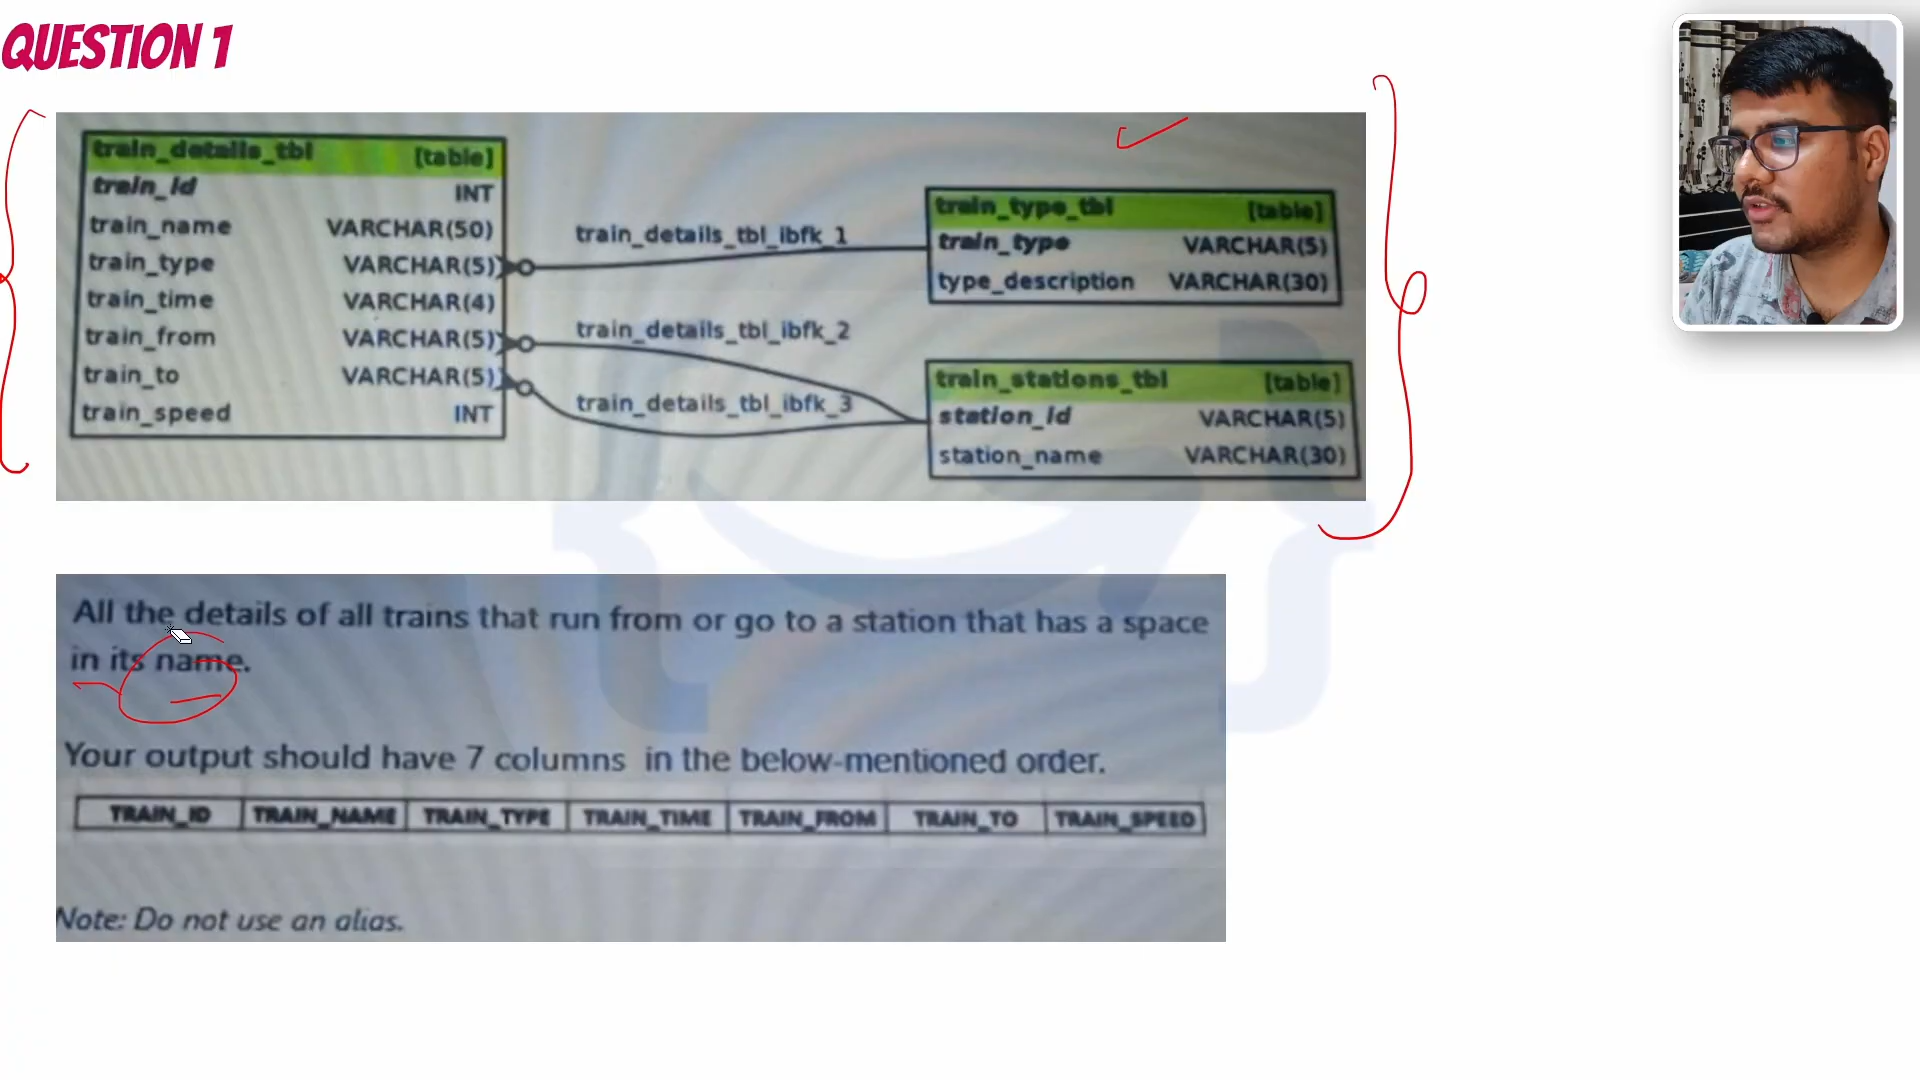 QUESTION 1
train_details_tbl [table]
train_id INT
train_name VARCHAR(50)
train_type VARCHAR(5)
train_time VARCHAR(4)
train_from VARCHAR(5)
train_to VARCHAR(5)
train_speed INT
train_details_tbl_ibfk_1
train_details_tbl_ibfk_2
train_details_tbl_ibfk_3
train_type_tbl [table]
train_type VARCHAR(5)
type_description VARCHAR(30)
train_stations_tbl [table]
station_id VARCHAR(5)
station_name VARCHAR(30)
All the details of all trains that run from or go to a station that has a space
in its name.
Your output should have 7 columns in the below-mentioned order.
TRAIN_ID TRAIN_NAME TRAIN_TYPE TRAIN_TIME TRAIN_FROM TRAIN_TO TRAIN_SPEED
Note: Do not use an alias.